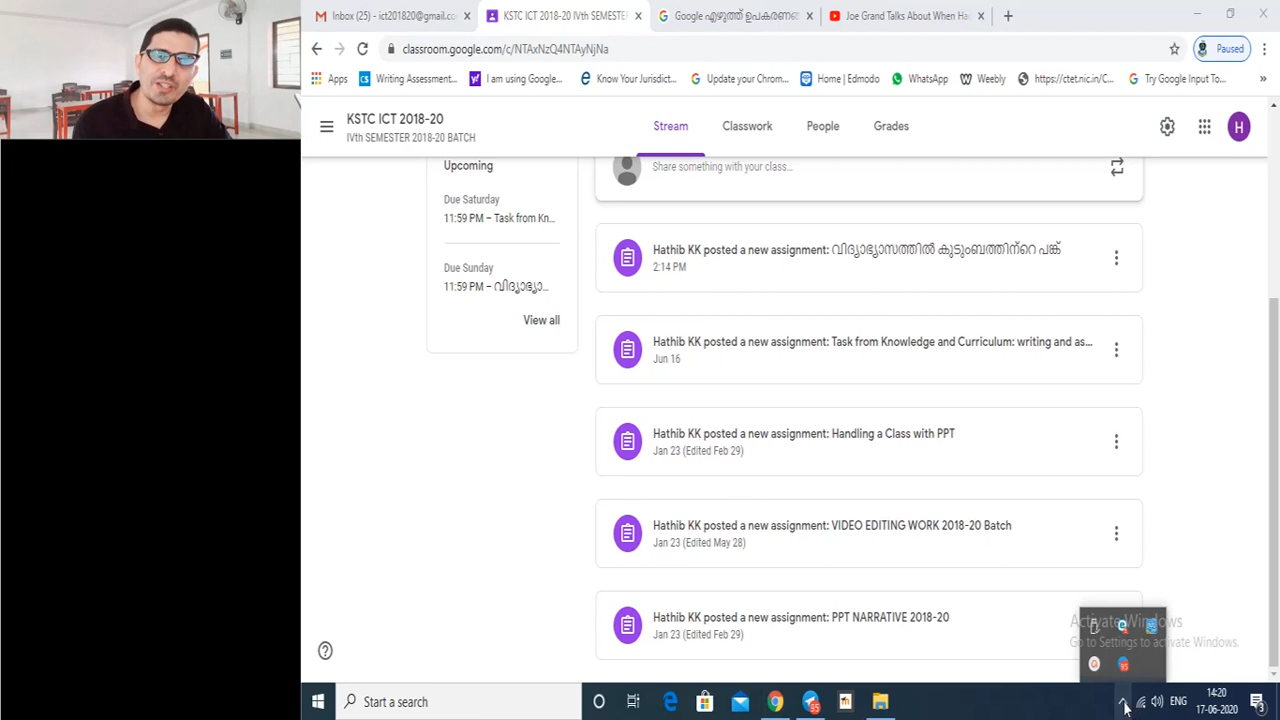 Inbox (25) - ict201820@gmail.co
KSTC ICT 2018-20 IVth SEMESTER
Google എഴുത്ത് ഉപകരണങ്ങ
Joe Grand Talks About When Ha
classroom.google.com/c/NTAxNzQ4NTAyNjNa
Paused
Apps
Writing Assessment...
I am using Google...
Know Your Jurisdict...
Update your Chrom...
Home | Edmodo
WhatsApp
Weebly
https://ctet.nic.in/C...
Try Google Input To...
KSTC ICT 2018-20
IVth SEMESTER 2018-20 BATCH
Stream
Classwork
People
Grades
H
Upcoming
Due Saturday
11:59 PM – Task from Kn...
Due Sunday
11:59 PM – വിദ്യാഭ്യാ...
View all
Share something with your class...
Hathib KK posted a new assignment: വിദ്യാഭ്യാസത്തിൽ കുടുംബത്തിന്റെ പങ്ക്
2:14 PM
Hathib KK posted a new assignment: Task from Knowledge and Curriculum: writing and as...
Jun 16
Hathib KK posted a new assignment: Handling a Class with PPT
Jan 23 (Edited Feb 29)
Hathib KK posted a new assignment: VIDEO EDITING WORK 2018-20 Batch
Jan 23 (Edited May 28)
Hathib KK posted a new assignment: PPT NARRATIVE 2018-20
Jan 23 (Edited Feb 29)
Activate Windows
Go to Settings to activate Windows.
Start a search
ENG
14:20
17-06-2020
3